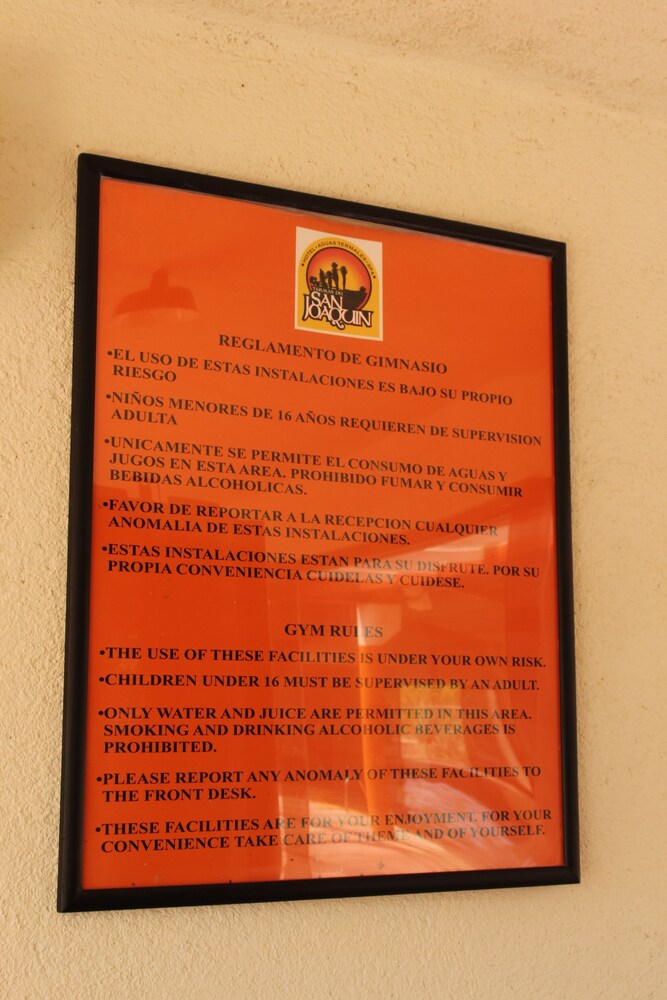 HOTEL • AGUAS TERMALES • SPA
SAN
JOAQUIN
REGLAMENTO DE GIMNASIO
•EL USO DE ESTAS INSTALACIONES ES BAJO SU PROPIO
RIESGO
•NIÑOS MENORES DE 16 AÑOS REQUIEREN DE SUPERVISION
ADULTA
•UNICAMENTE SE PERMITE EL CONSUMO DE AGUAS Y
JUGOS EN ESTA AREA. PROHIBIDO FUMAR Y CONSUMIR
BEBIDAS ALCOHOLICAS.
•FAVOR DE REPORTAR A LA RECEPCION CUALQUIER
ANOMALIA DE ESTAS INSTALACIONES.
•ESTAS INSTALACIONES ESTAN PARA SU DISFRUTE. POR SU
PROPIA CONVENIENCIA CUIDELAS Y CUIDESE.
GYM RULES
•THE USE OF THESE FACILITIES IS UNDER YOUR OWN RISK.
•CHILDREN UNDER 16 MUST BE SUPERVISED BY AN ADULT.
•ONLY WATER AND JUICE ARE PERMITTED IN THIS AREA.
SMOKING AND DRINKING ALCOHOLIC BEVERAGES IS
PROHIBITED.
•PLEASE REPORT ANY ANOMALY OF THESE FACILITIES TO
THE FRONT DESK.
•THESE FACILITIES ARE FOR YOUR ENJOYMENT. FOR YOUR
CONVENIENCE TAKE CARE OF THEME AND OF YOURSELF.